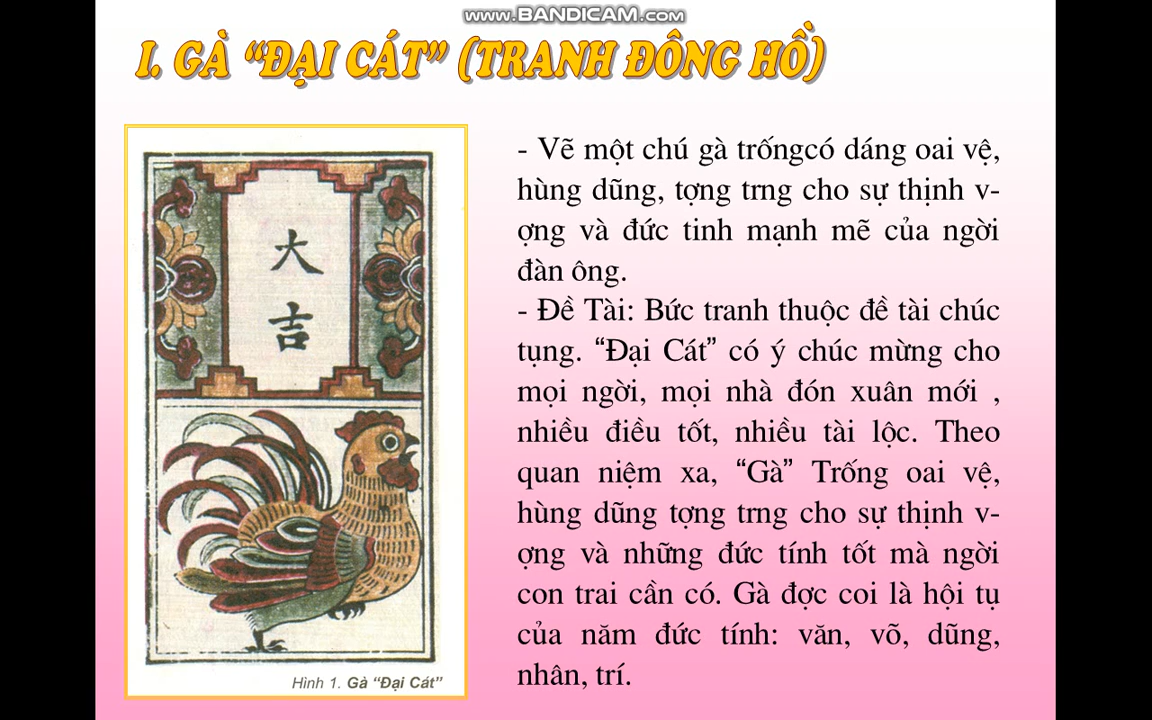 www.BANDICAM.com
I. GÀ “ĐẠI CÁT” (TRANH ĐÔNG HỒ)
大
吉
Hình 1. Gà “Đại Cát”
- Vẽ một chú gà trốngcó dáng oai vệ,
hùng dũng, tợng trng cho sự thịnh v-
ợng và đức tinh mạnh mẽ của ngời
đàn ông.
- Đề Tài: Bức tranh thuộc đề tài chúc
tụng. “Đại Cát” có ý chúc mừng cho
mọi ngời, mọi nhà đón xuân mới ,
nhiều điều tốt, nhiều tài lộc. Theo
quan niệm xa, “Gà” Trống oai vệ,
hùng dũng tợng trng cho sự thịnh v-
ợng và những đức tính tốt mà ngời
con trai cần có. Gà đợc coi là hội tụ
của năm đức tính: văn, võ, dũng,
nhân, trí.